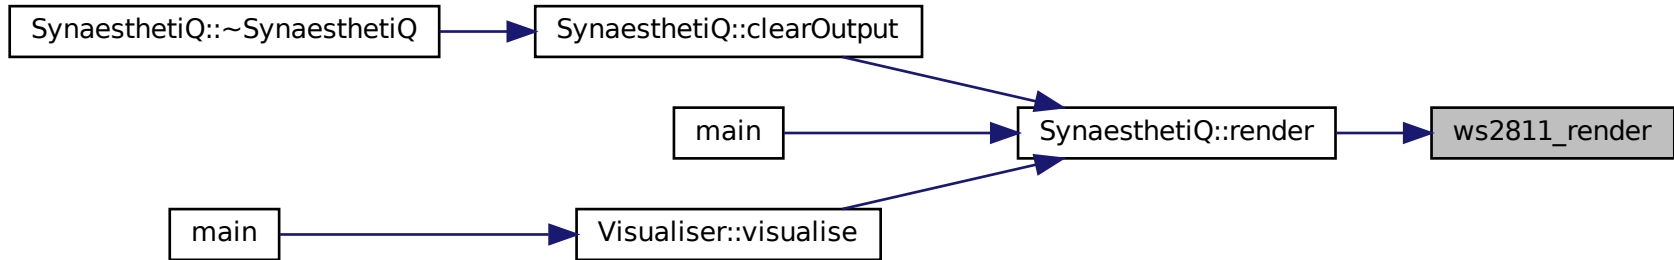 SynaesthetiQ::~SynaesthetiQ
SynaesthetiQ::clearOutput
main
SynaesthetiQ::render
ws2811_render
main
Visualiser::visualise